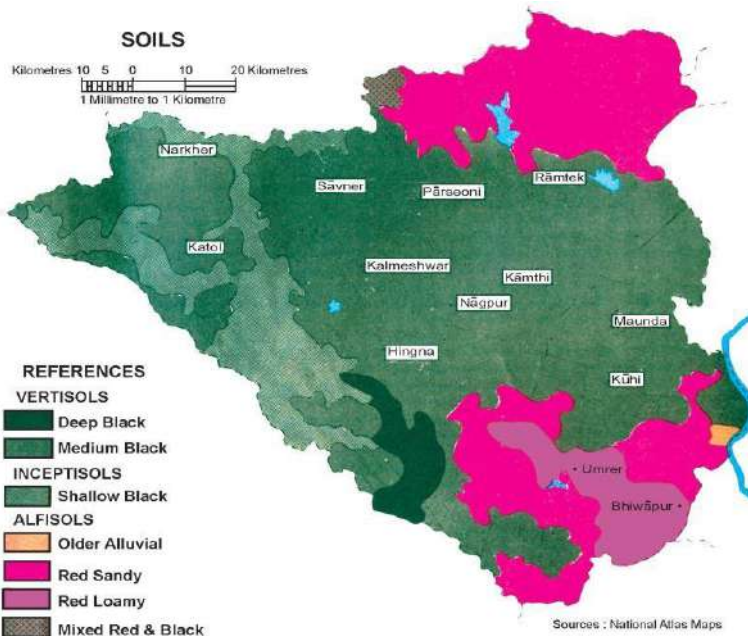 SOILS
Kilometres 10 5 0 10 20 Kilometres
1 Millimetre to 1 Kilometre
Narkher
Sāvner
Pārseoni
Rāmtek
Katol
Kalmeshwar
Kāmthi
Nāgpur
Maunda
Hingna
Kūhi
Umrer
Bhiwāpur
REFERENCES
VERTISOLS
Deep Black
Medium Black
INCEPTISOLS
Shallow Black
ALFISOLS
Older Alluvial
Red Sandy
Red Loamy
Mixed Red & Black
Sources : National Atlas Maps